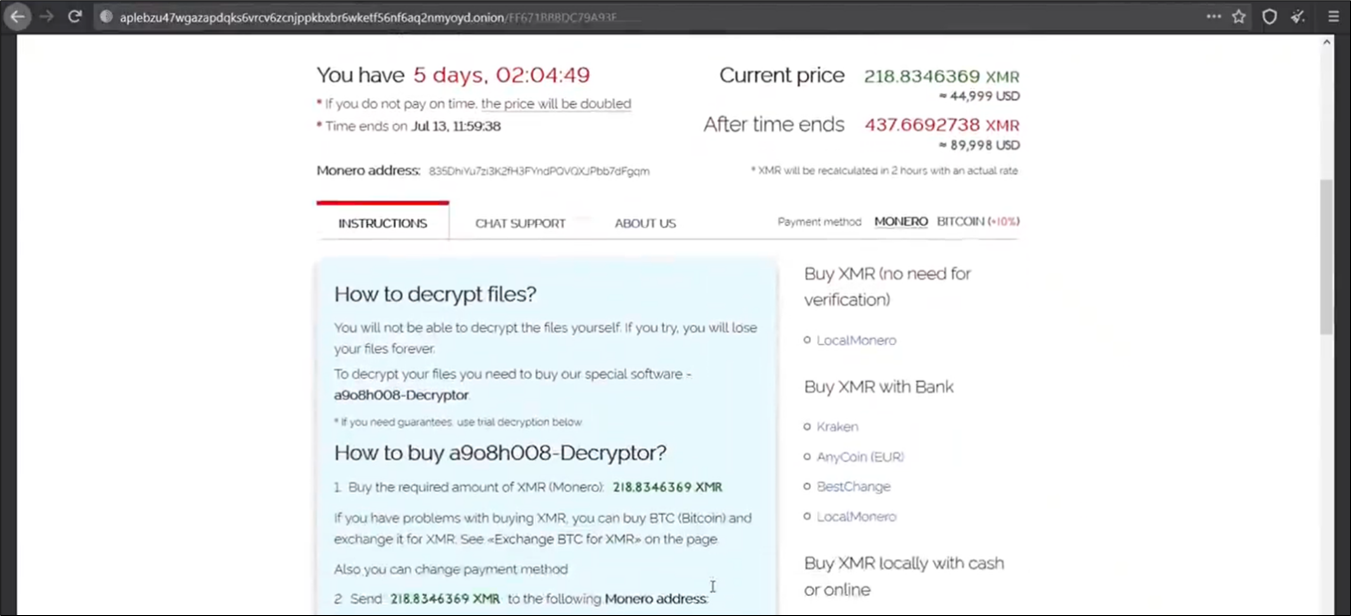 aplebzu47wgazapdqks6vrcv6zcnjppkbxbr6wketf56nf6aq2nmyoyd.onion/FF671BB8DC79A93F
You have 5 days, 02:04:49
* If you do not pay on time, the price will be doubled
* Time ends on Jul 13, 11:59:38
Current price 218.8346369 XMR
≈ 44,999 USD
After time ends 437.6692738 XMR
≈ 89,998 USD
Monero address:
* XMR will be recalculated in 2 hours with an actual rate
INSTRUCTIONS CHAT SUPPORT ABOUT US
Payment method MONERO BITCOIN (+10%)
How to decrypt files?
You will not be able to decrypt the files yourself. If you try, you will lose
your files forever.
To decrypt your files you need to buy our special software -
a9o8h008-Decryptor
* If you need guarantees, use trial decryption below
How to buy a9o8h008-Decryptor?
1. Buy the required amount of XMR (Monero): 218.8346369 XMR
If you have problems with buying XMR, you can buy BTC (Bitcoin) and
exchange it for XMR. See «Exchange BTC for XMR» on the page
Also you can change payment method
2. Send 218.8346369 XMR to the following Monero address:
Buy XMR (no need for
verification)
LocalMonero
Buy XMR with Bank
Kraken
AnyCoin (EUR)
BestChange
LocalMonero
Buy XMR locally with cash
or online